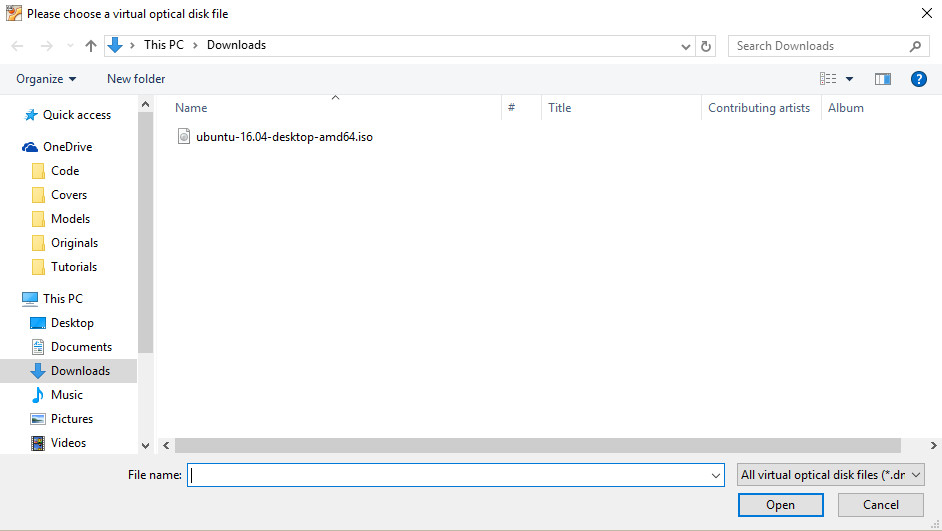 Please choose a virtual optical disk file
This PC Downloads
Search Downloads
Organize New folder
Name # Title Contributing artists Album
ubuntu-16.04-desktop-amd64.iso
Quick access
OneDrive
Code
Covers
Models
Originals
Tutorials
This PC
Desktop
Documents
Downloads
Music
Pictures
Videos
File name:
All virtual optical disk files (*.dr
Open Cancel